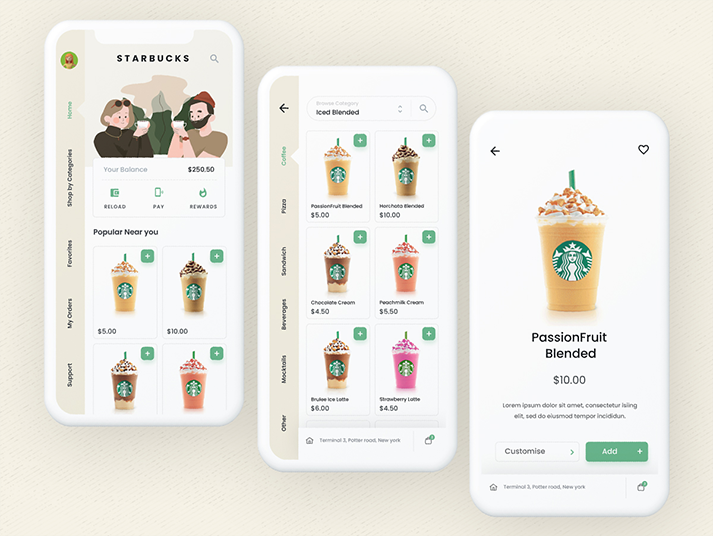 STARBUCKS
Home
Shop by Categories
Favorites
My Orders
Support
Your Balance $250.50
RELOAD PAY REWARDS
Popular Near you
$5.00 $10.00
Browse Category
Iced Blended
Coffee
Pizza
Sandwich
Beverages
Mocktails
Other
PassionFruit Blended Horchata Blended
$5.00 $10.00
Chocolate Cream Peachmilk Cream
$4.50 $5.50
Brulee Ice Latte Strawberry Latte
$6.00 $4.50
Terminal 3, Potter road, New york
PassionFruit
Blended
$10.00
Lorem ipsum dolor sit amet, consectetur isling
elit, sed do eiusmod tempor incididun.
Customise Add +
Terminal 3, Potter road, New york